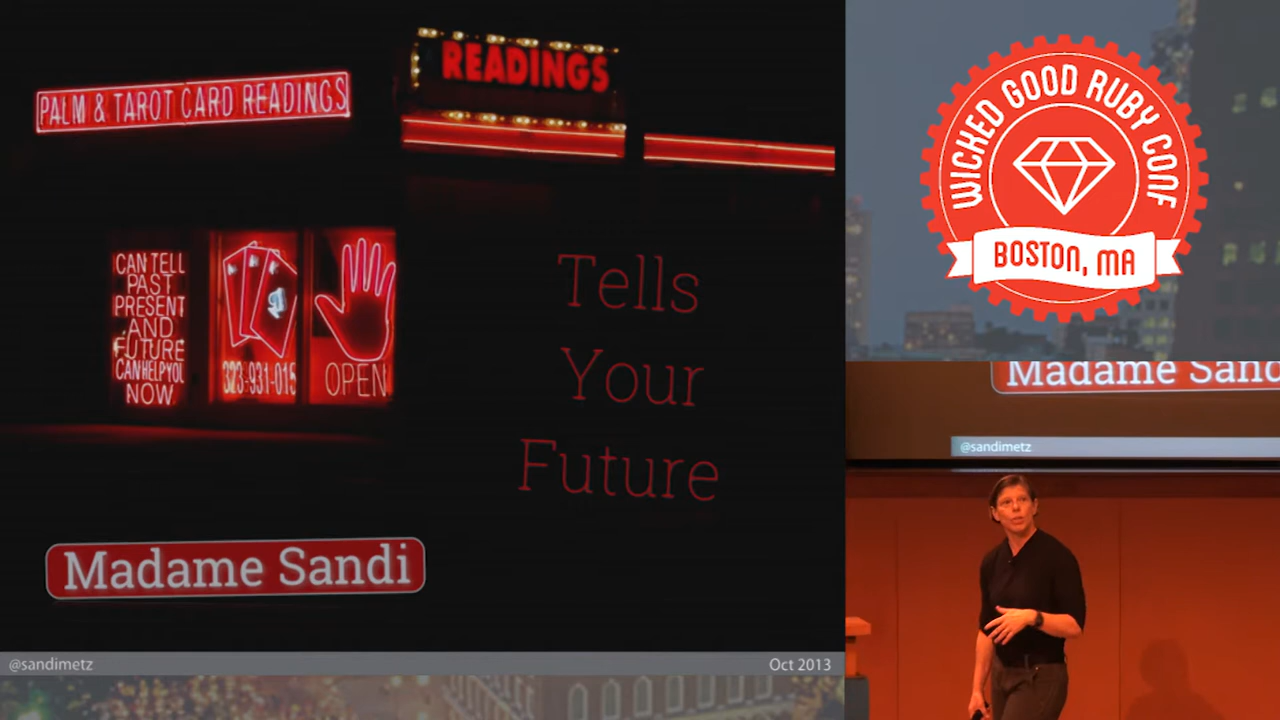 PALM & TAROT CARD READINGS
READINGS
CAN TELL
PAST
PRESENT
AND
FUTURE
CAN HELP YOU
NOW
OPEN
Tells
Your
Future
Madame Sandi
@sandimetz
Oct 2013
WICKED GOOD RUBY CONF
BOSTON, MA
Madame Sand
@sandimetz